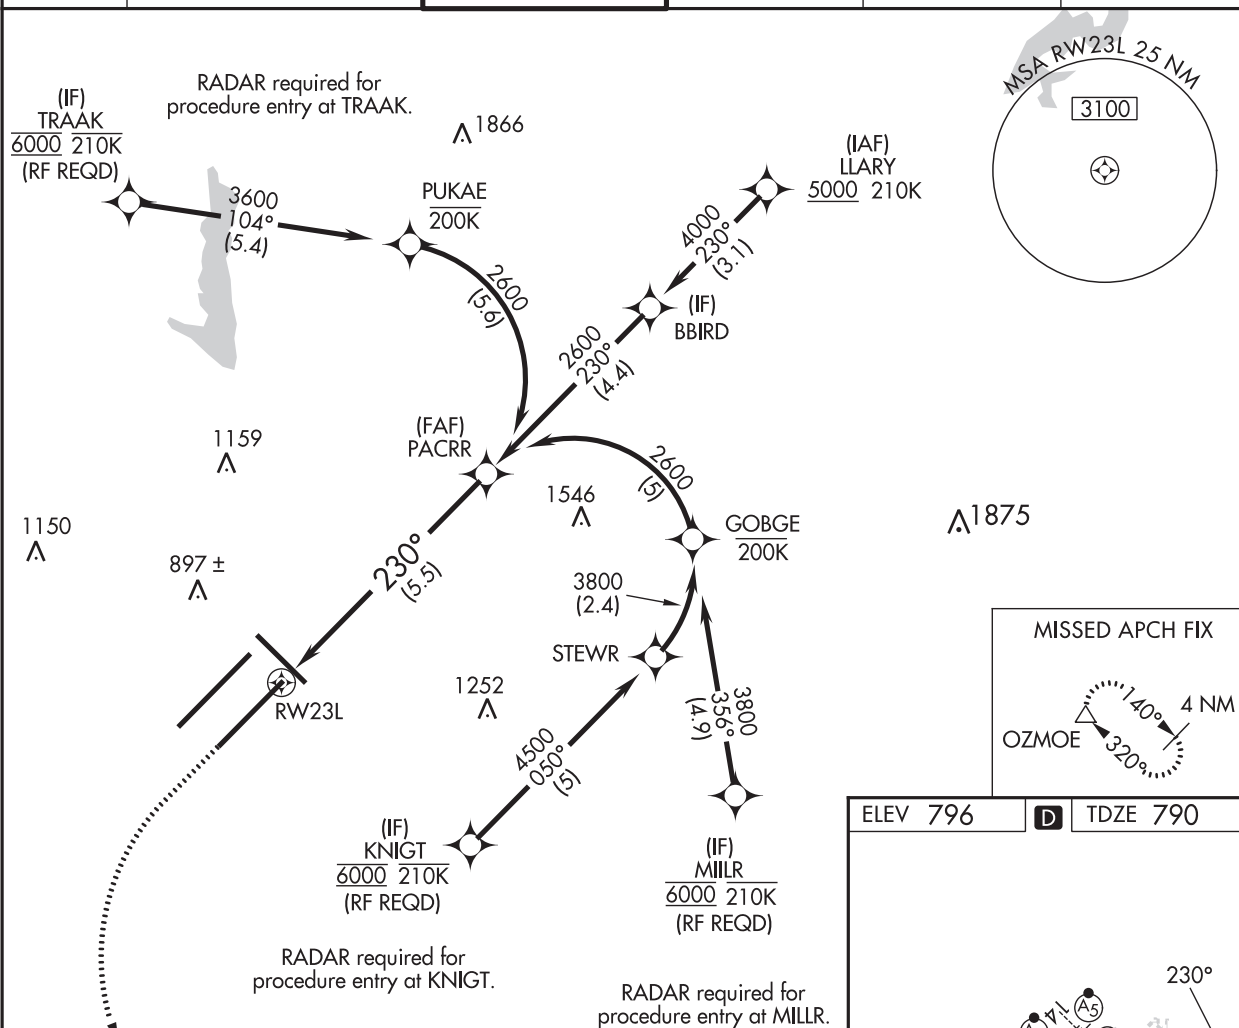 RADAR required for
procedure entry at TRAAK.
(IF)
TRAAK
6000 210K
(RF REQD)
1866
3600
104°
(5.4)
PUKAE
200K
2600
(5.6)
(IAF)
LLARY
5000 210K
4000
230°
(3.1)
(IF)
BBIRD
2600
230°
(4.4)
MSA RW23L 25 NM
3100
(FAF)
PACRR
1159
1150
897 ±
1546
2600
(5)
GOBGE
200K
1875
230°
(5.5)
3800
(2.4)
STEWR
RW23L
1252
4500
050°
(5)
3800
356°
(4.9)
(IF)
KNIGT
6000 210K
(RF REQD)
RADAR required for
procedure entry at KNIGT.
(IF)
MIILR
6000 210K
(RF REQD)
RADAR required for
procedure entry at MILLR.
MISSED APCH FIX
OZMOE
140°
320°
4 NM
ELEV 796
D
TDZE 790
230°
A5